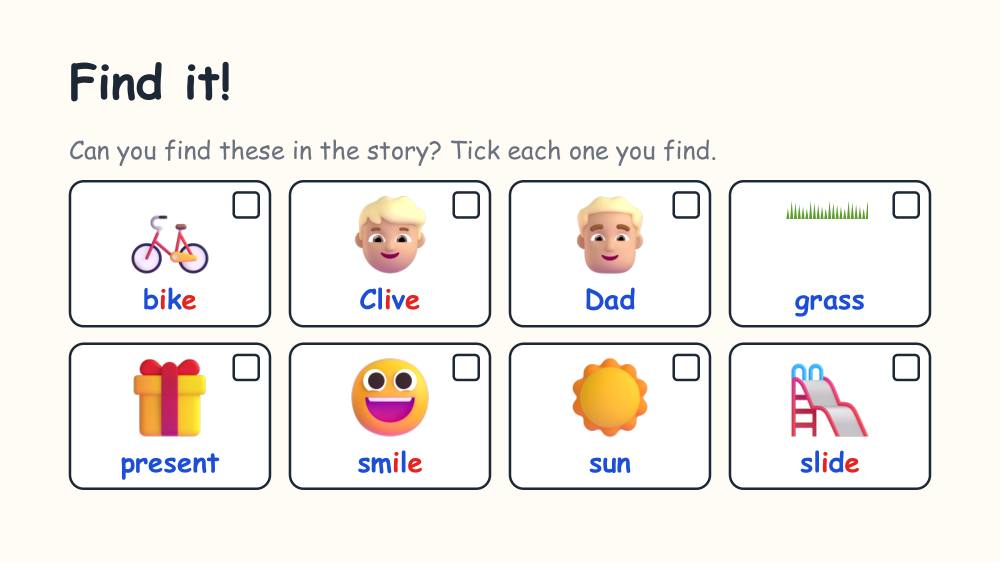 Find it!
Can you find these in the story? Tick each one you find.
bike
Clive
Dad
grass
present
smile
sun
slide